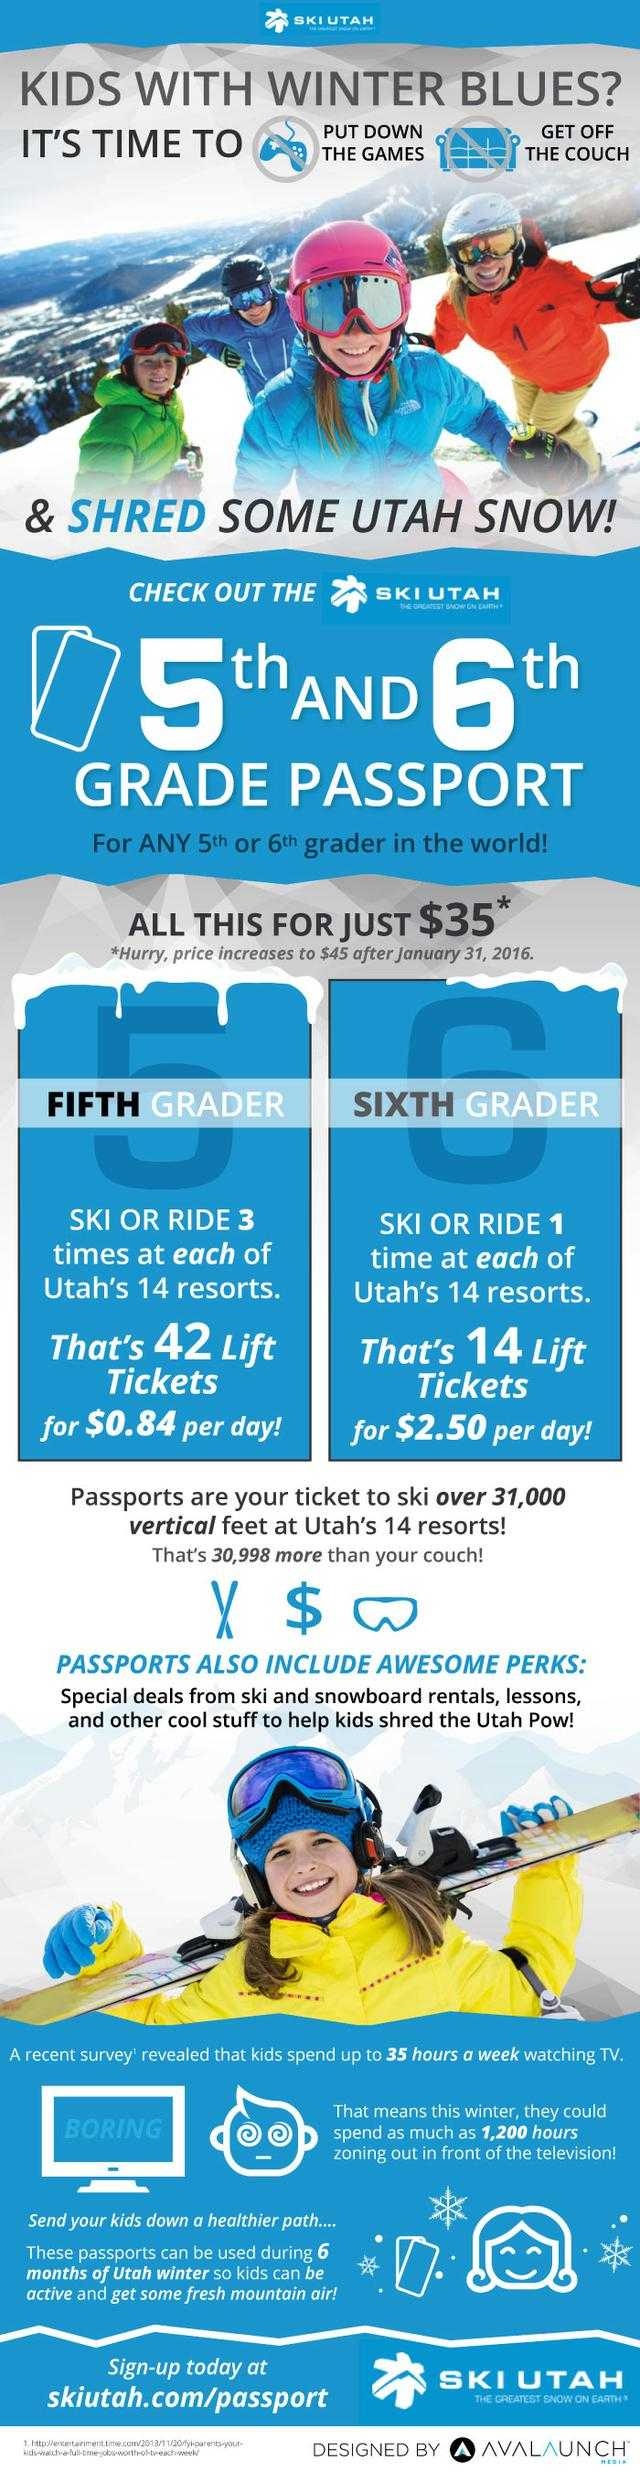 SKI UTAH
THE GREATEST SNOW ON EARTH®
KIDS WITH WINTER BLUES?
IT'S TIME TO
PUT DOWN
THE GAMES
GET OFF
THE COUCH
& SHRED SOME UTAH SNOW!
CHECK OUT THE
SKI UTAH
THE GREATEST SNOW ON EARTH®
5th AND 6th
GRADE PASSPORT
For ANY 5th or 6th grader in the world!
ALL THIS FOR JUST $35*
*Hurry, price increases to $45 after January 31, 2016.
5
FIFTH GRADER
SKI OR RIDE 3
times at each of
Utah's 14 resorts.
That's 42 Lift
Tickets
for $0.84 per day!
6
SIXTH GRADER
SKI OR RIDE 1
time at each of
Utah's 14 resorts.
That's 14 Lift
Tickets
for $2.50 per day!
Passports are your ticket to ski over 31,000
vertical feet at Utah's 14 resorts!
That's 30,998 more than your couch!
$
PASSPORTS ALSO INCLUDE AWESOME PERKS:
Special deals from ski and snowboard rentals, lessons,
and other cool stuff to help kids shred the Utah Pow!
A recent survey¹ revealed that kids spend up to 35 hours a week watching TV.
BORING
That means this winter, they could
spend as much as 1,200 hours
zoning out in front of the television!
Send your kids down a healthier path....
These passports can be used during 6
months of Utah winter so kids can be
active and get some fresh mountain air!
Sign-up today at
skiutah.com/passport
SKI UTAH
THE GREATEST SNOW ON EARTH®
1. http://entertainment.time.com/2013/11/20/fyi-parents-your-
kids-watch-a-full-time-jobs-worth-of-tv-each-week/
DESIGNED BY AVALAUNCH
MEDIA